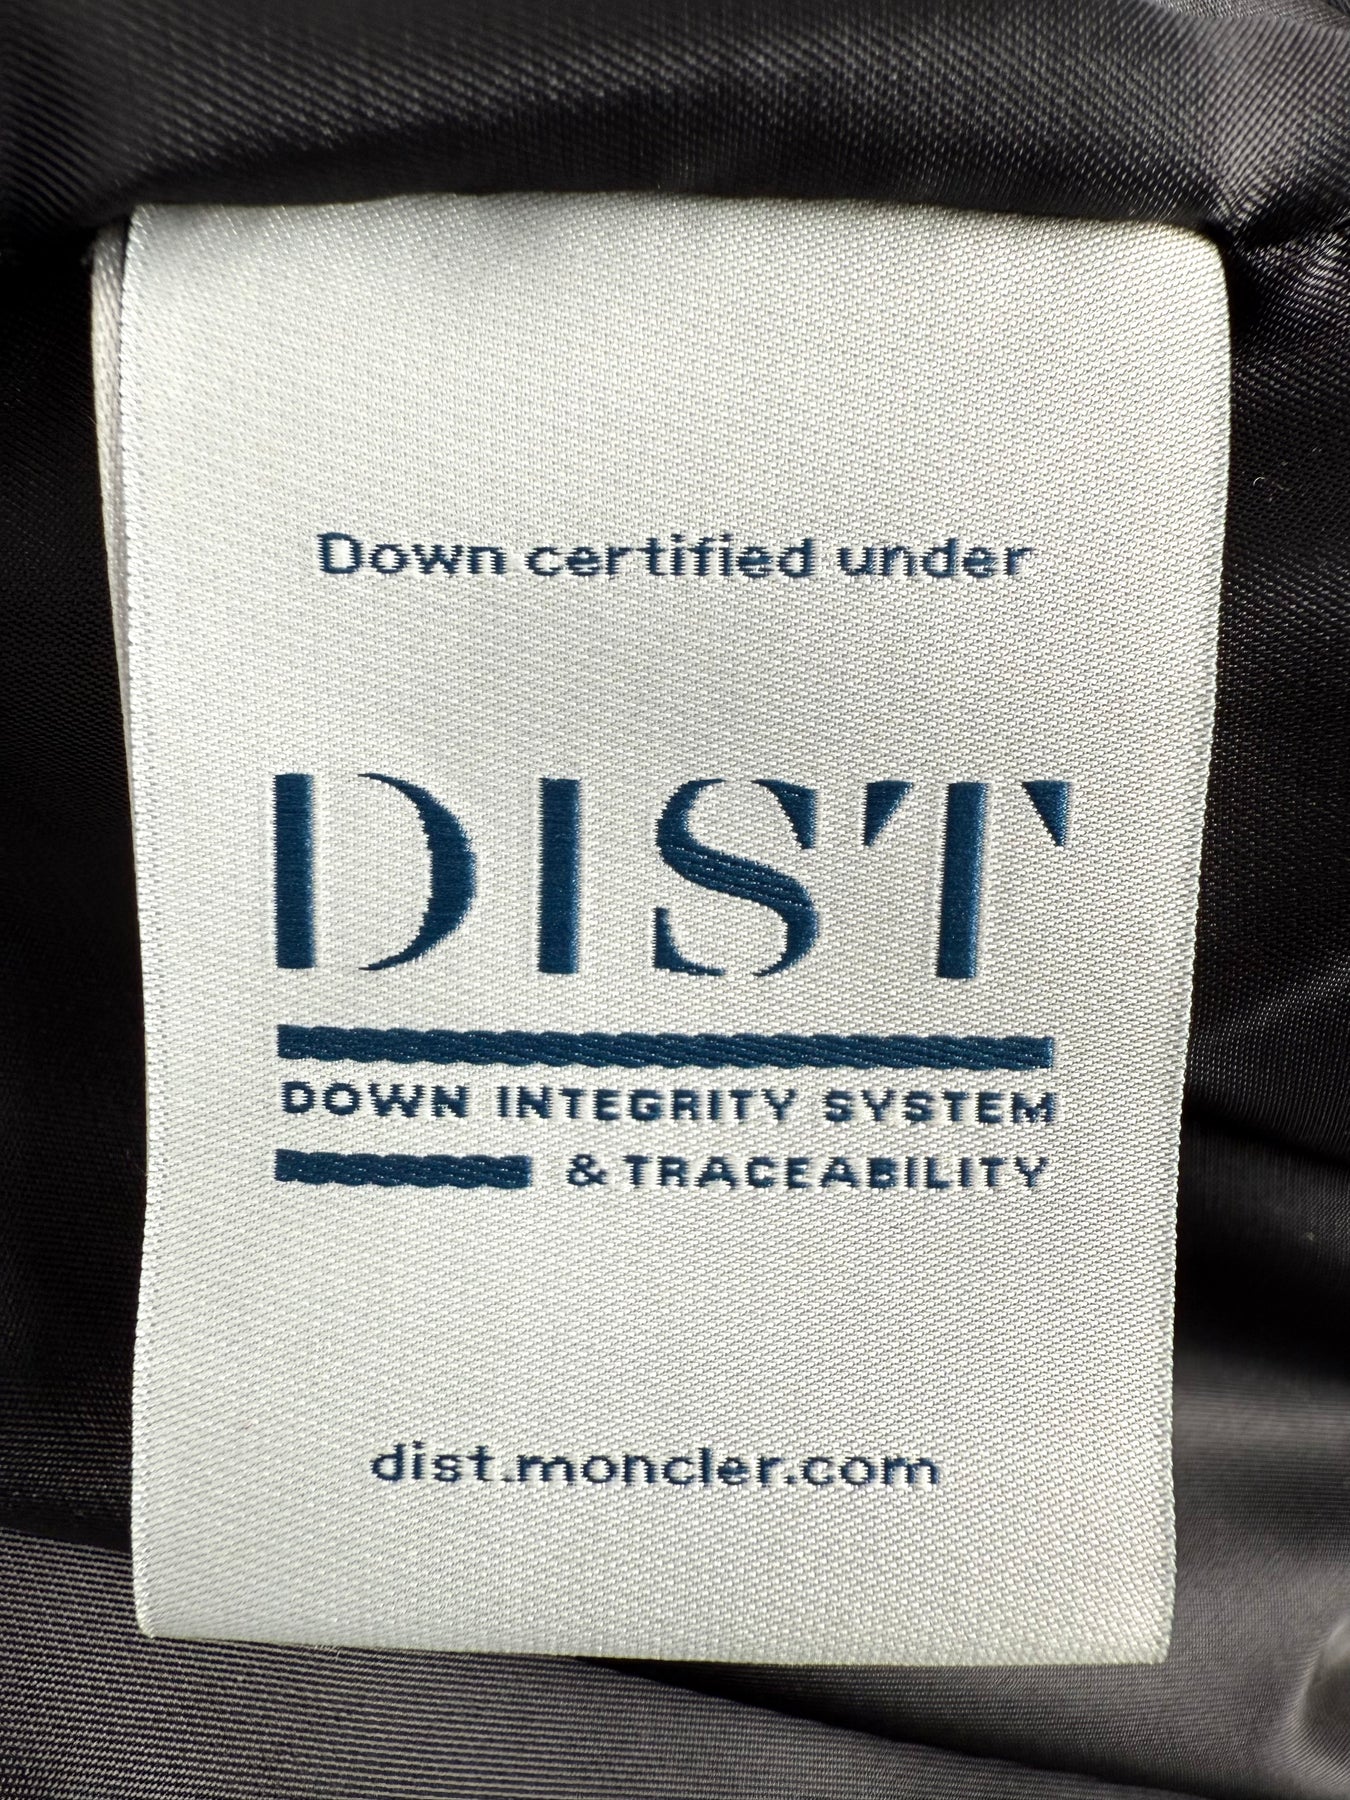 Down certified under
DIST
DOWN INTEGRITY SYSTEM
& TRACEABILITY
dist.moncler.com